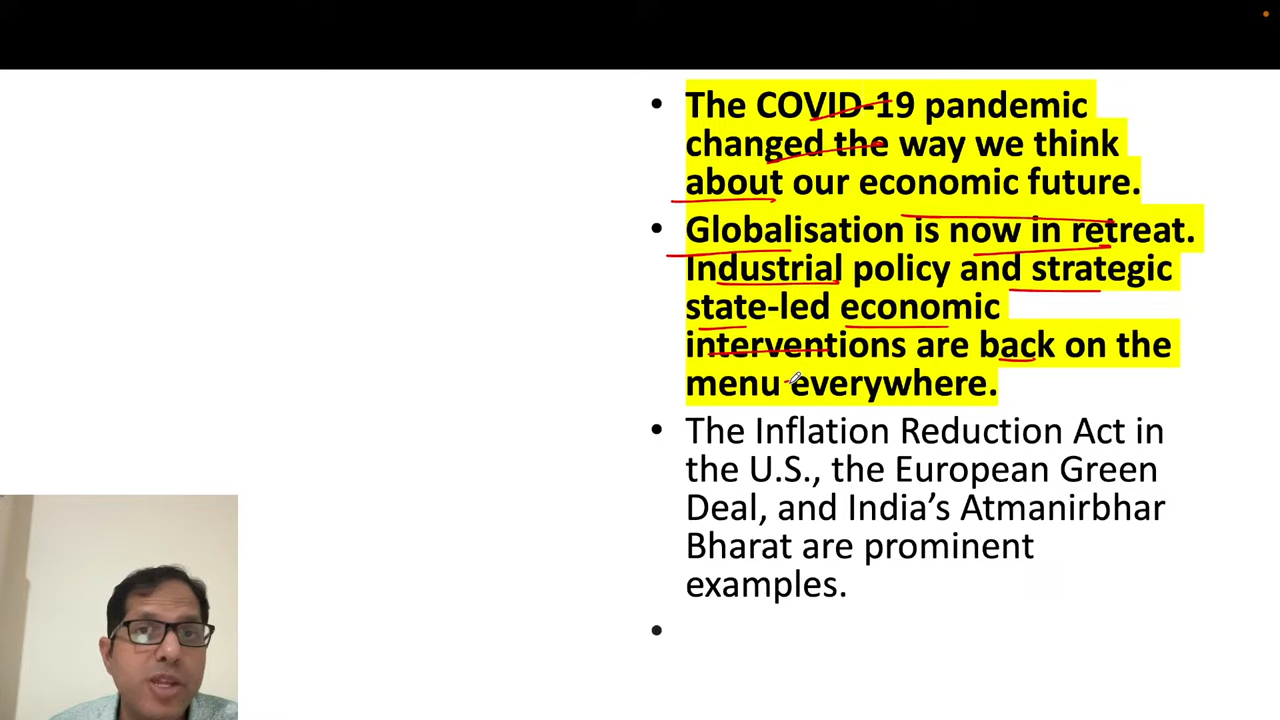 • The COVID-19 pandemic
changed the way we think
about our economic future.
• Globalisation is now in retreat.
Industrial policy and strategic
state-led economic
interventions are back on the
menu everywhere.
• The Inflation Reduction Act in
the U.S., the European Green
Deal, and India’s Atmanirbhar
Bharat are prominent
examples.
•